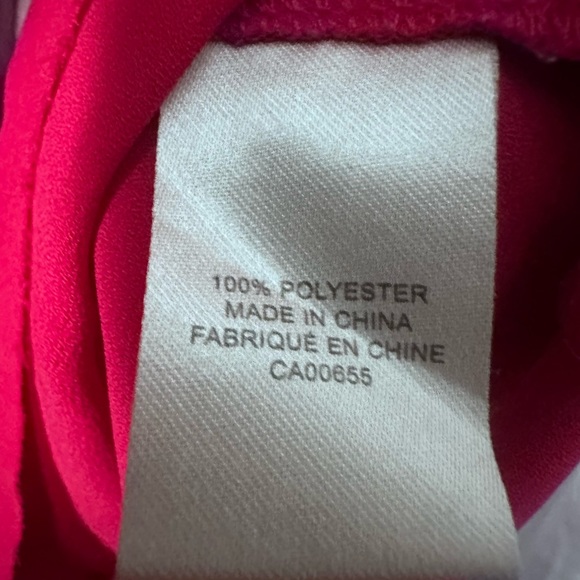 100% POLYESTER
MADE IN CHINA
FABRIQUÉ EN CHINE
CA00655